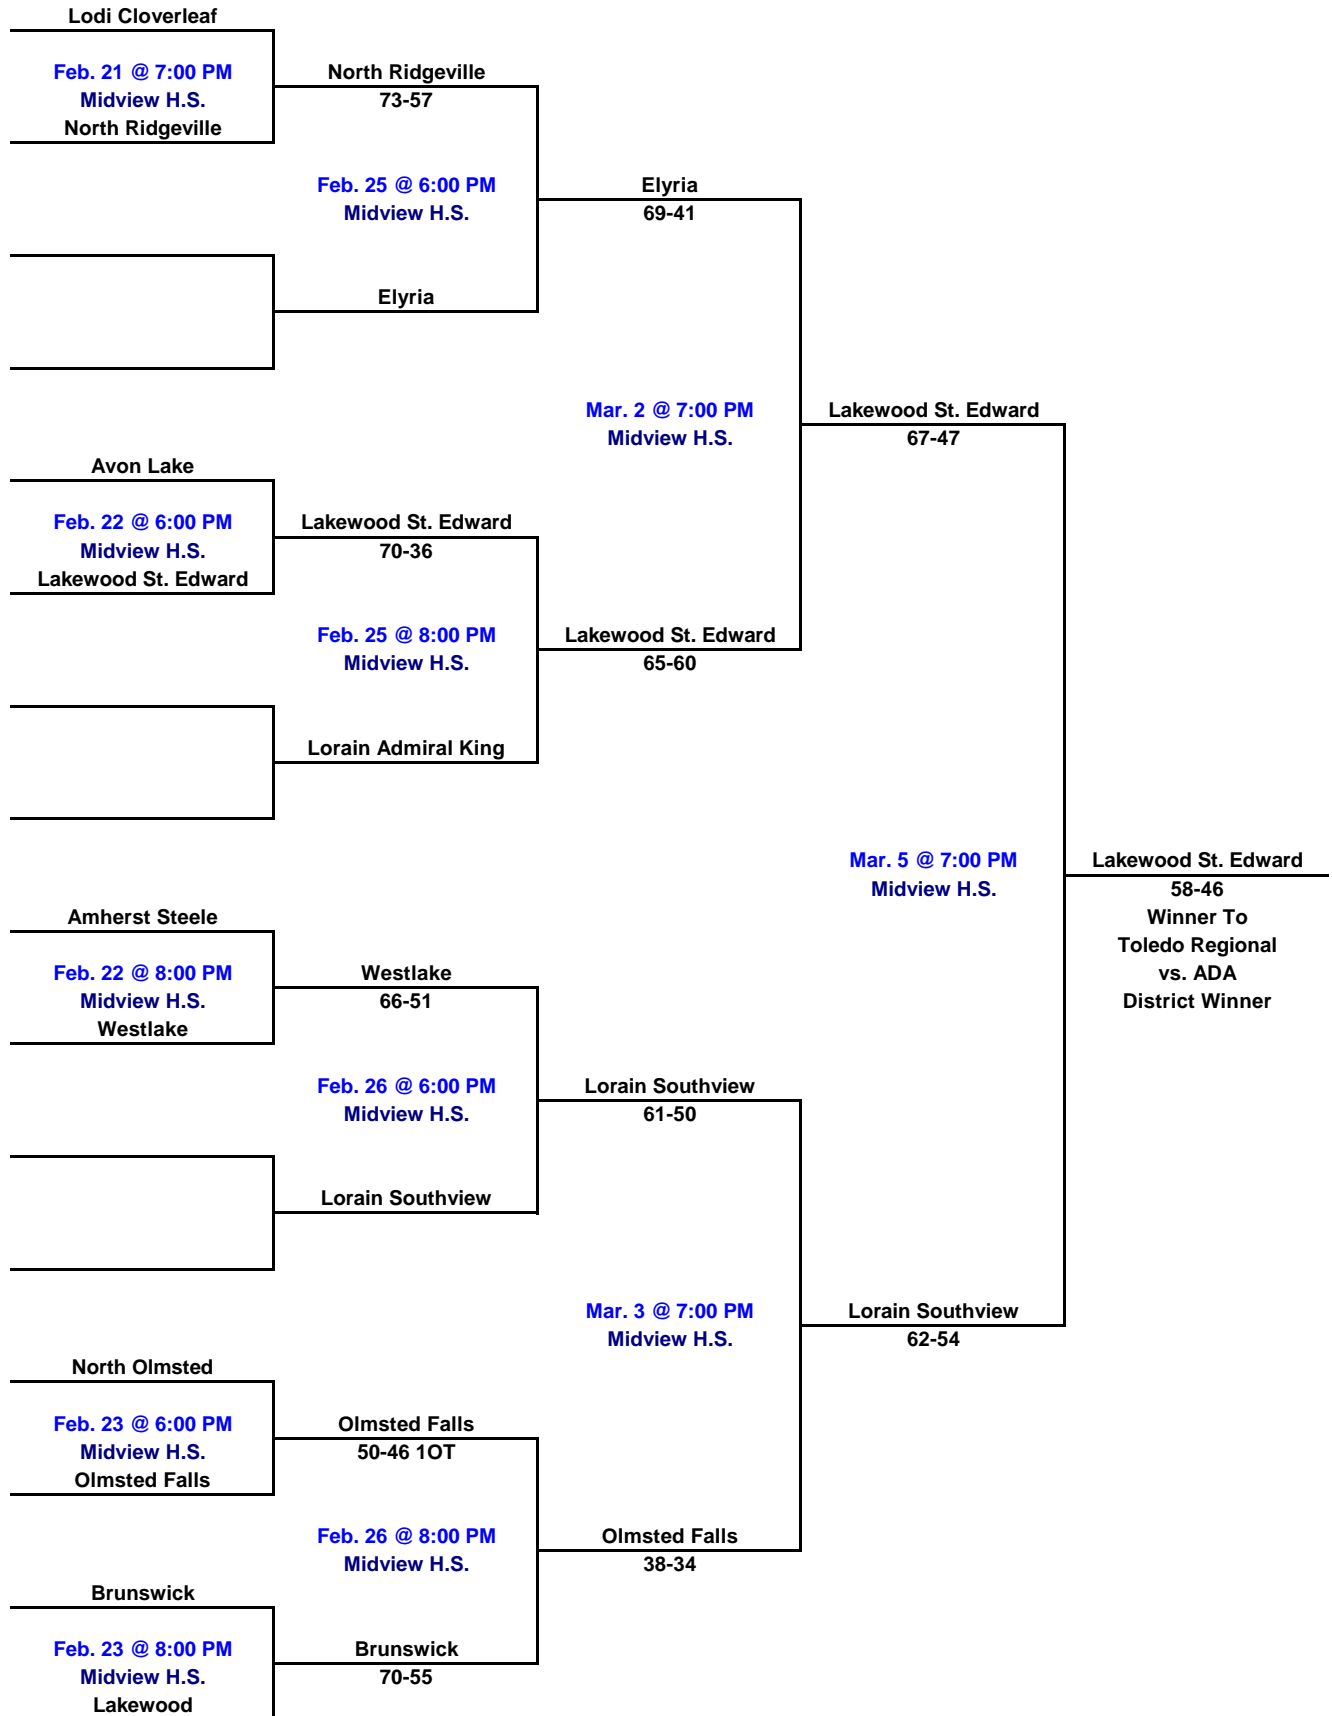 Lodi Cloverleaf
Feb. 21 @ 7:00 PM
Midview H.S.
North Ridgeville
North Ridgeville
73-57
Feb. 25 @ 6:00 PM
Midview H.S.
Elyria
Elyria
69-41
Avon Lake
Feb. 22 @ 6:00 PM
Midview H.S.
Lakewood St. Edward
Lakewood St. Edward
70-36
Feb. 25 @ 8:00 PM
Midview H.S.
Lorain Admiral King
Lakewood St. Edward
65-60
Mar. 2 @ 7:00 PM
Midview H.S.
Lakewood St. Edward
67-47
Amherst Steele
Feb. 22 @ 8:00 PM
Midview H.S.
Westlake
Westlake
66-51
Feb. 26 @ 6:00 PM
Midview H.S.
Lorain Southview
Lorain Southview
61-50
North Olmsted
Feb. 23 @ 6:00 PM
Midview H.S.
Olmsted Falls
Olmsted Falls
50-46 1OT
Feb. 26 @ 8:00 PM
Midview H.S.
Brunswick
Feb. 23 @ 8:00 PM
Midview H.S.
Lakewood
Brunswick
70-55
Olmsted Falls
38-34
Mar. 3 @ 7:00 PM
Midview H.S.
Lorain Southview
62-54
Mar. 5 @ 7:00 PM
Midview H.S.
Lakewood St. Edward
58-46
Winner To
Toledo Regional
vs. ADA
District Winner